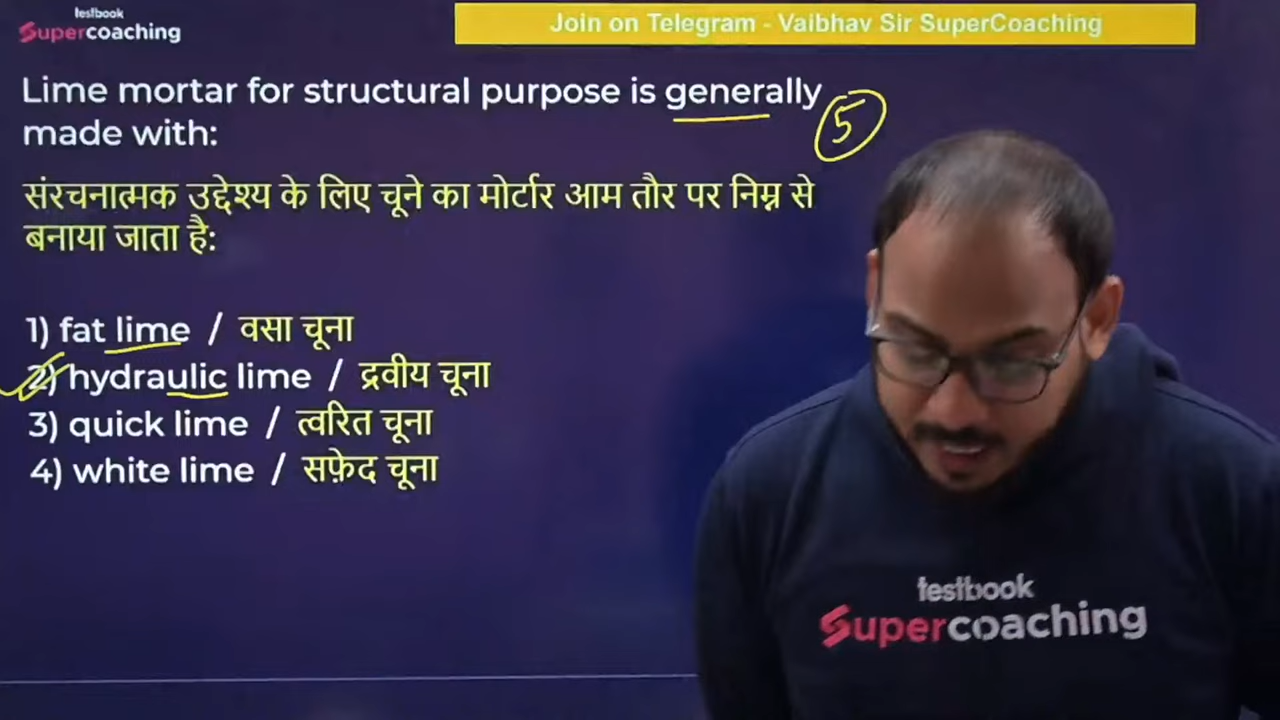 testbook
Supercoaching
Join on Telegram - Vaibhav Sir SuperCoaching
Lime mortar for structural purpose is generally
made with:
5
संरचनात्मक उद्देश्य के लिए चूने का मोर्टार आम तौर पर निम्न से
बनाया जाता है:
1) fat lime / वसा चूना
2) hydraulic lime / द्रवीय चूना
3) quick lime / त्वरित चूना
4) white lime / सफ़ेद चूना
testbook
Supercoaching